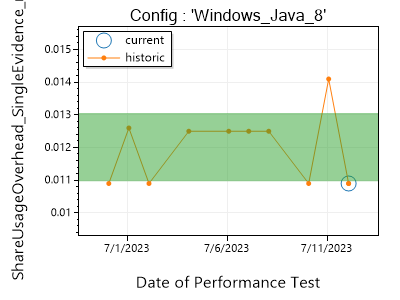 Config : 'Windows_Java_8'
current
historic
0.015
0.014
0.013
0.012
0.011
0.01
ShareUsageOverhead_SingleEvidence_
7/1/2023
7/6/2023
7/11/2023
Date of Performance Test